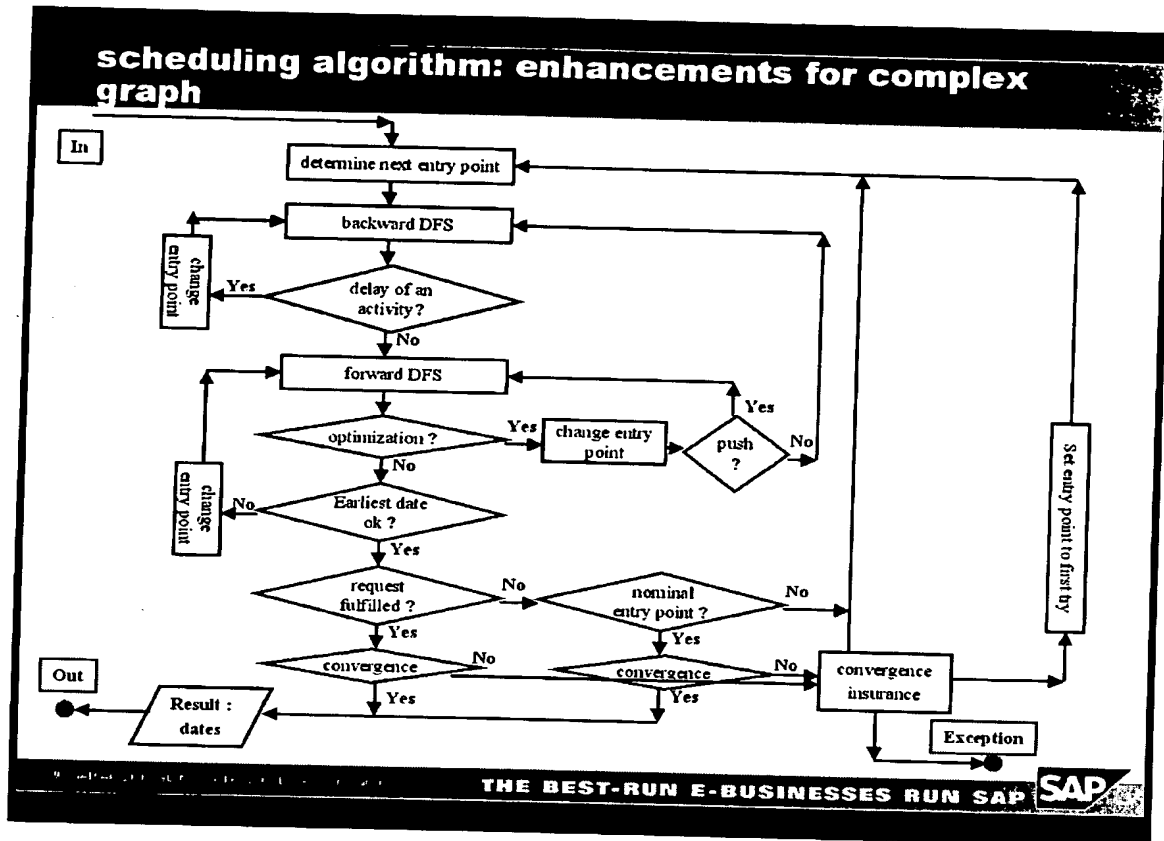 scheduling algorithm: enhancements for complex
graph
In
determine next entry point
backward DFS
change
entry point
Yes
delay of an
activity ?
No
forward DFS
Yes
optimization ?
Yes
change entry
point
push
?
No
No
change
entry point
No
Earliest date
ok ?
Yes
Set entry point to first try
request
fulfilled ?
No
nominal
entry point ?
No
Yes
Yes
convergence
No
convergence
No
convergence
insurance
Out
Yes
Yes
Result :
dates
Exception
THE BEST-RUN E-BUSINESSES RUN SAP
SAP